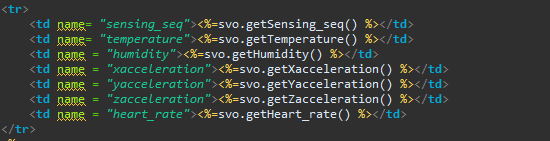 <tr>
<td name= "sensing_seq"><%=svo.getSensing_seq() %></td>
<td name= "temperature"><%=svo.getTemperature() %></td>
<td name = "humidity"><%=svo.getHumidity() %></td>
<td name = "xacceleration"><%=svo.getXacceleration() %></td>
<td name = "yacceleration"><%=svo.getYacceleration() %></td>
<td name = "zacceleration"><%=svo.getZacceleration() %></td>
<td name = "heart_rate"><%=svo.getHeart_rate() %></td>
</tr>